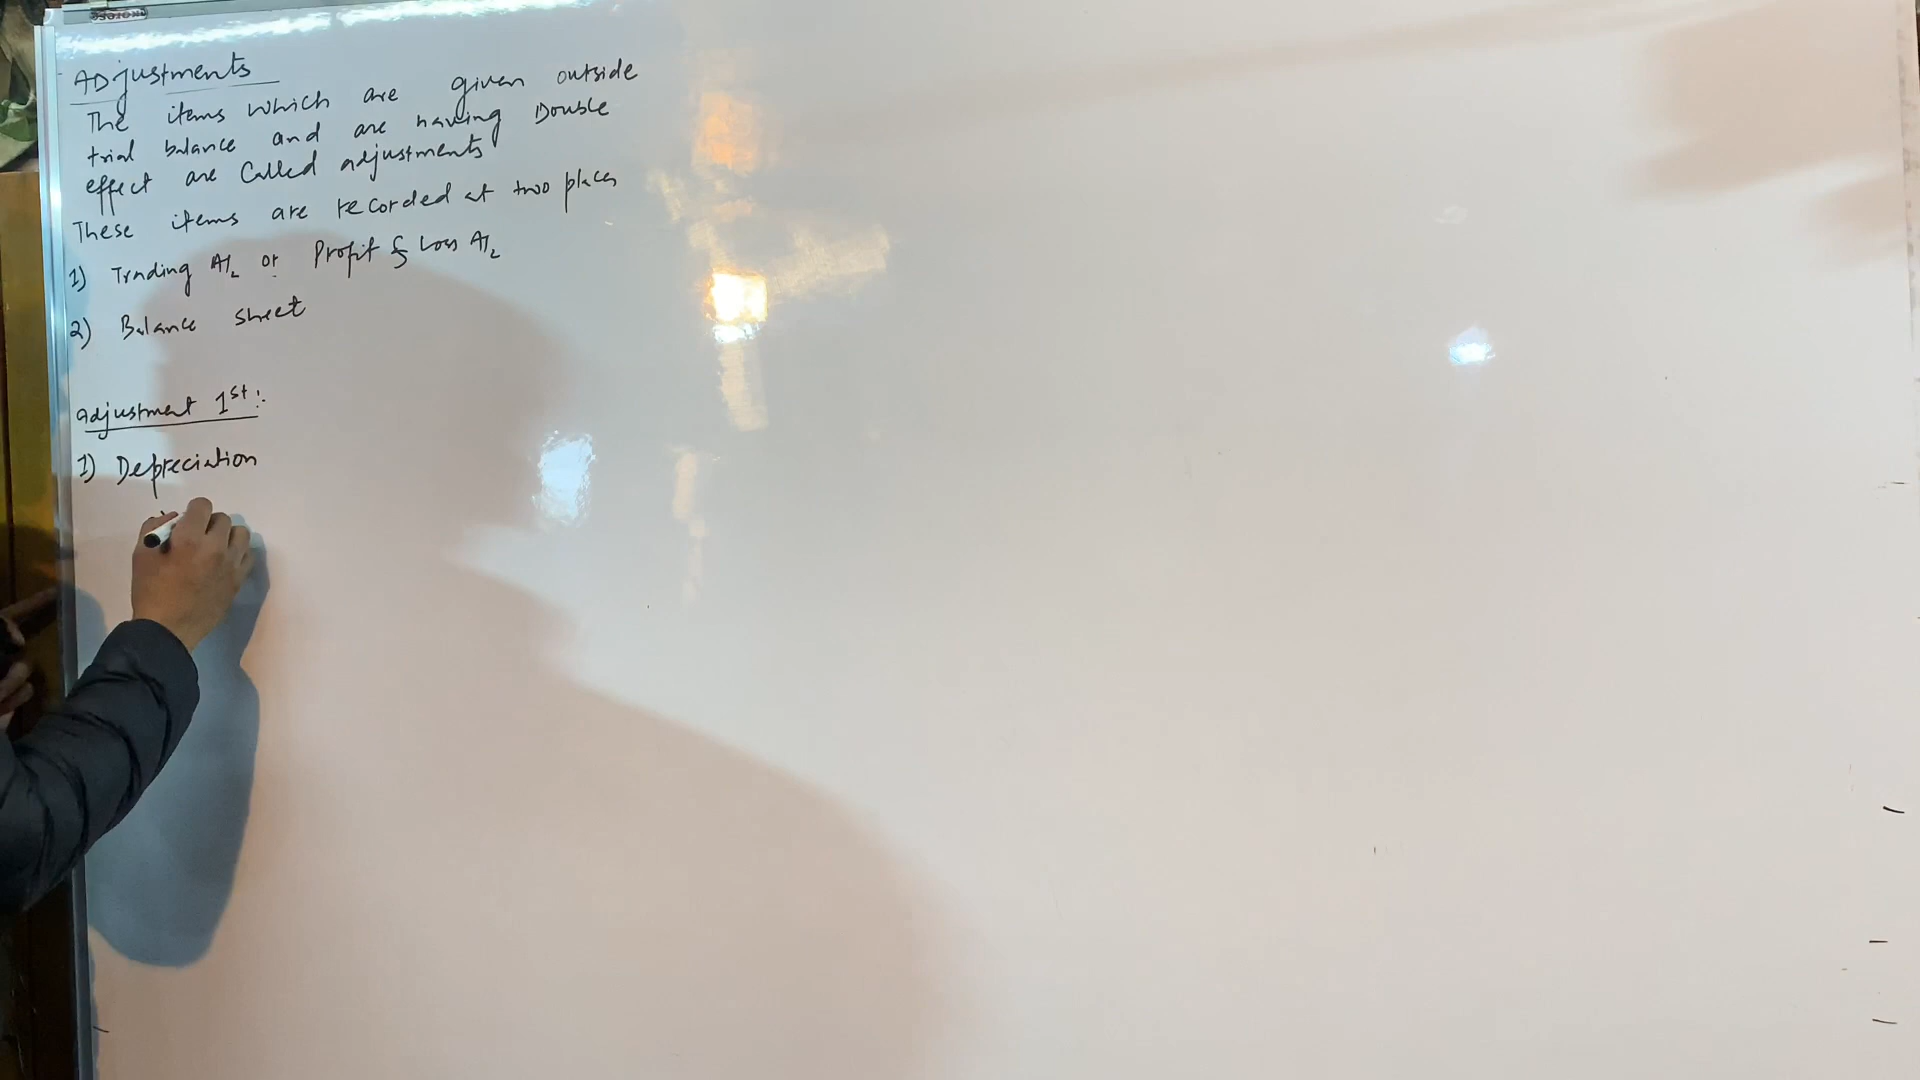 ADjustments
The items which are given outside
trial balance and are having Double
effect are Called adjustments
These items are recorded at two places
1) Trading A/c or Profit & Loss A/c
2) Balance sheet
adjustment 1st:
1) Depreciation